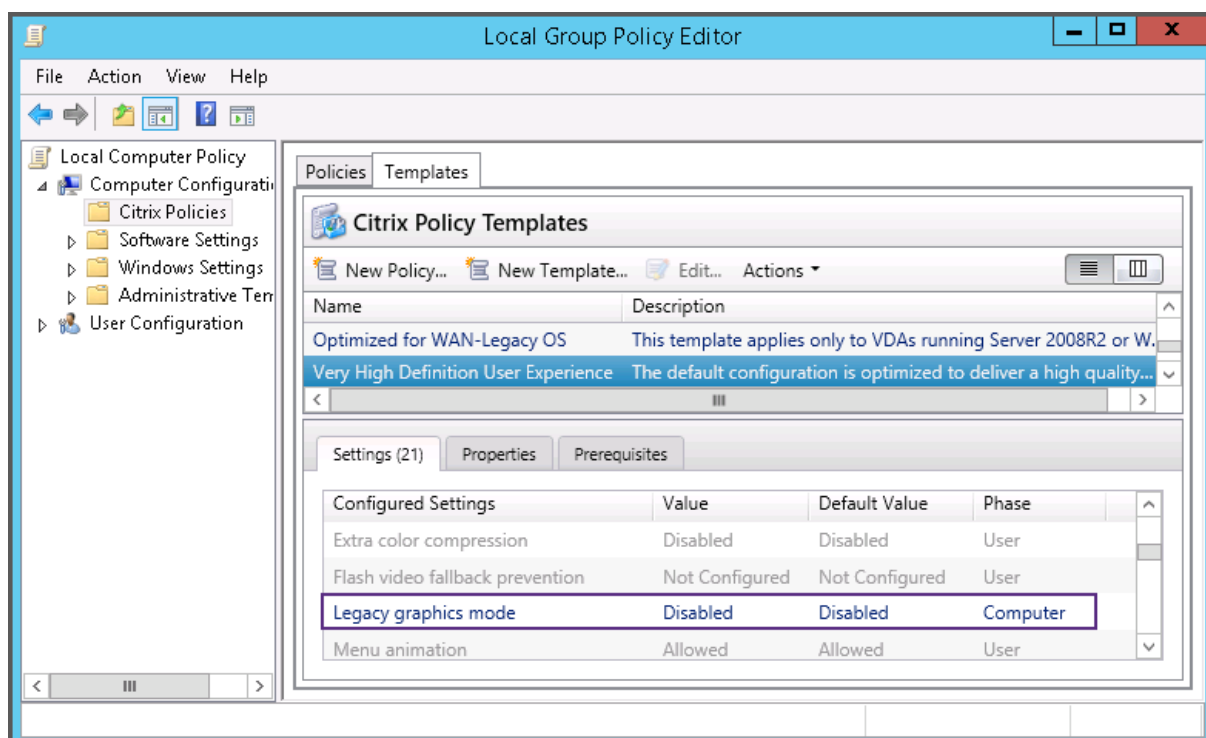 Local Group Policy Editor
File Action View Help
Local Computer Policy
Computer Configurati
Citrix Policies
Software Settings
Windows Settings
Administrative Tem
User Configuration
Policies Templates
Citrix Policy Templates
New Policy... New Template... Edit... Actions
Name Description
Optimized for WAN-Legacy OS This template applies only to VDAs running Server 2008R2 or W.
Very High Definition User Experience The default configuration is optimized to deliver a high quality...
Settings (21) Properties Prerequisites
Configured Settings Value Default Value Phase
Extra color compression Disabled Disabled User
Flash video fallback prevention Not Configured Not Configured User
Legacy graphics mode Disabled Disabled Computer
Menu animation Allowed Allowed User